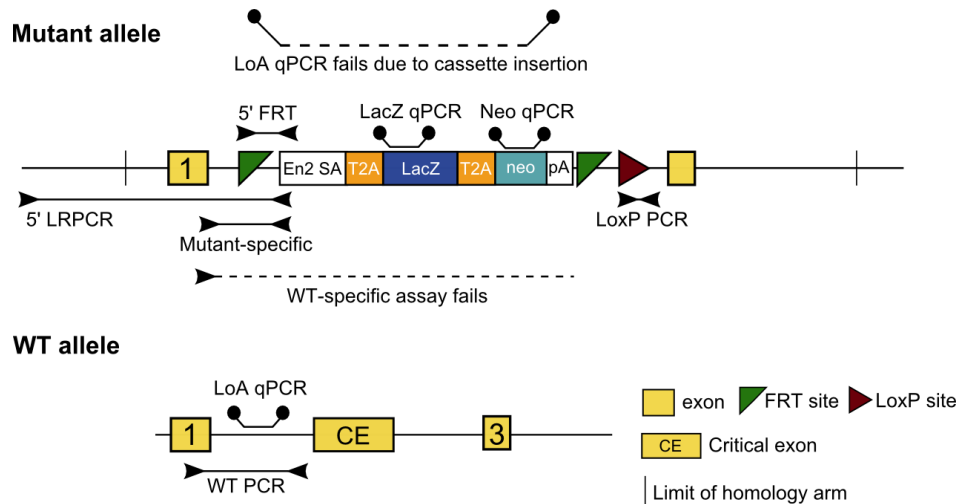 Mutant allele
LoA qPCR fails due to cassette insertion
5' FRT
LacZ qPCR
Neo qPCR
1
En2 SA
T2A
LacZ
T2A
neo
pA
5' LRPCR
LoxP PCR
Mutant-specific
WT-specific assay fails
WT allele
LoA qPCR
1
CE
3
WT PCR
exon
FRT site
LoxP site
CE
Critical exon
Limit of homology arm